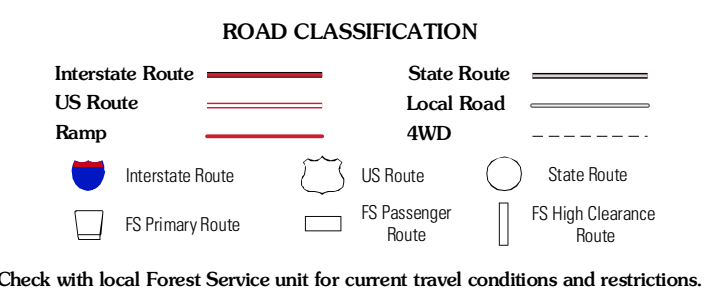 ROAD CLASSIFICATION
Interstate Route State Route
US Route Local Road
Ramp 4WD
Interstate Route US Route State Route
FS Primary Route FS Passenger Route FS High Clearance Route
Check with local Forest Service unit for current travel conditions and restrictions.